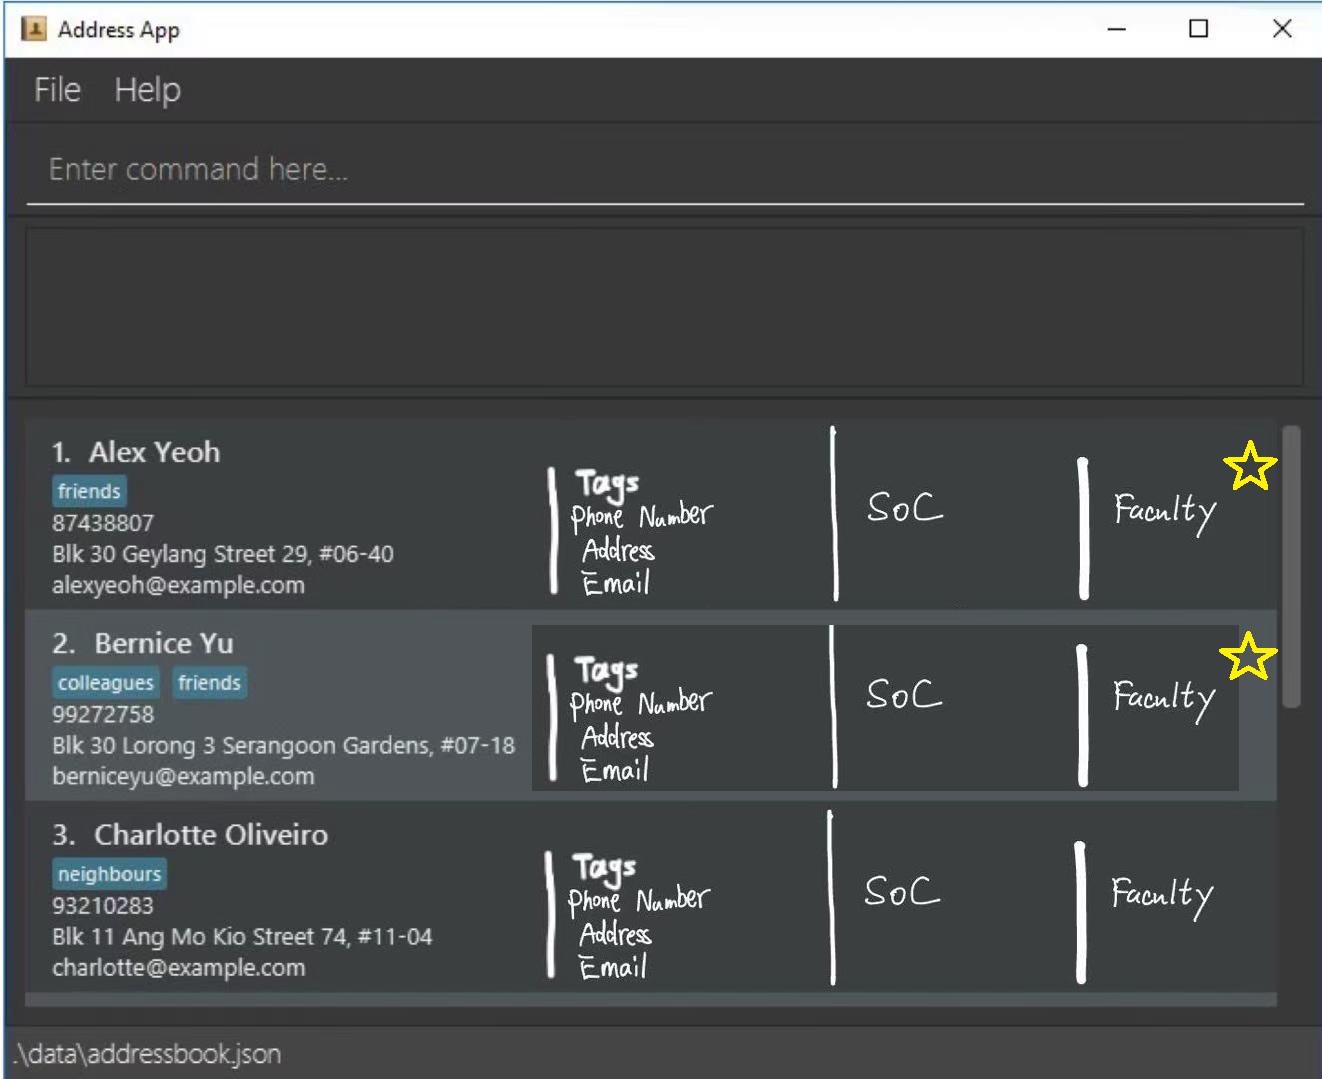 Address App
File Help
Enter command here...
1. Alex Yeoh
friends
87438807
Blk 30 Geylang Street 29, #06-40
alexyeoh@example.com
Tags
Phone Number
Address
Email
SoC
Faculty
2. Bernice Yu
colleagues friends
99272758
Blk 30 Lorong 3 Serangoon Gardens, #07-18
berniceyu@example.com
Tags
Phone Number
Address
Email
SoC
Faculty
3. Charlotte Oliveiro
neighbours
93210283
Blk 11 Ang Mo Kio Street 74, #11-04
charlotte@example.com
Tags
Phone Number
Address
Email
SoC
Faculty
.\data\addressbook.json